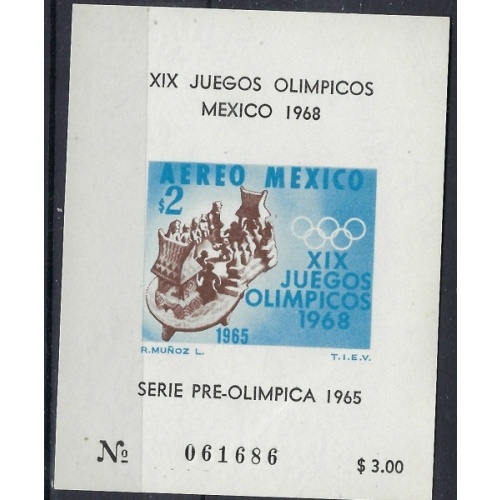 XIX JUEGOS OLIMPICOS
MEXICO 1968
AEREO MEXICO
$2
XIX
JUEGOS
OLIMPICOS
1968
1965
R.MUÑOZ L.
T.I.E.V.
SERIE PRE-OLIMPICA 1965
Nº 061686
$ 3.00